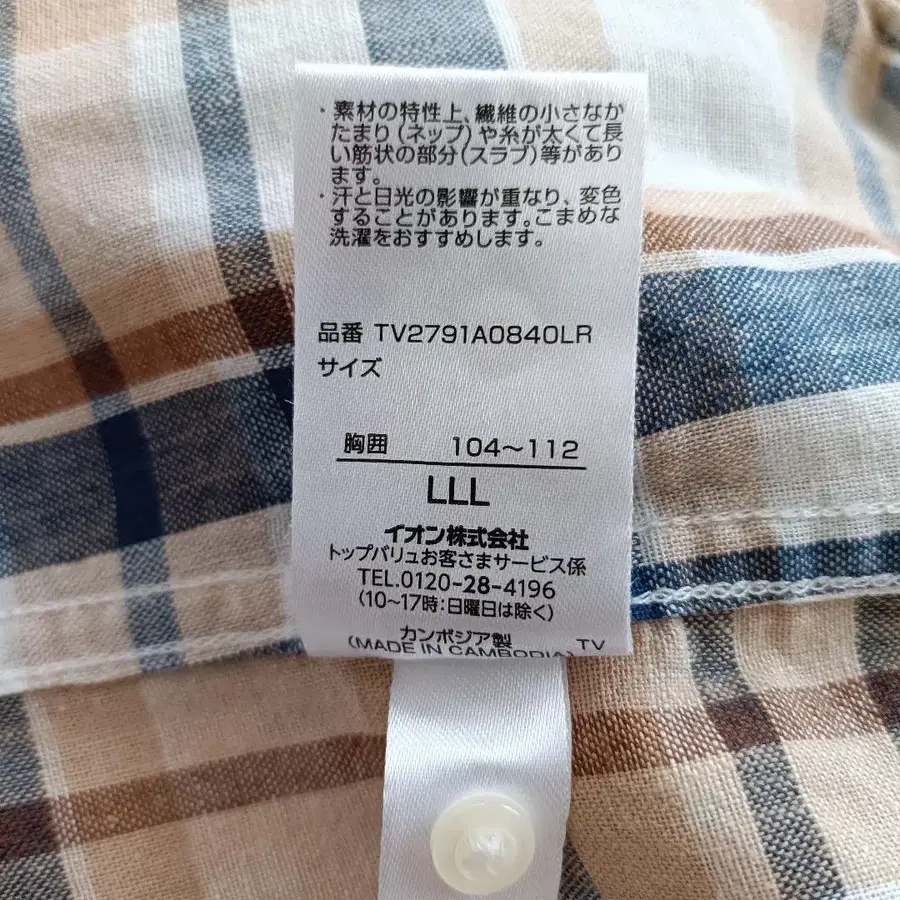 ・素材の特性上、繊維の小さなか
たまり(ネップ)や糸が太くて長
い筋状の部分(スラブ)等があり
ます。
・汗と日光の影響が重なり、変色
することがあります。こまめな
洗濯をおすすめします。
品番 TV2791A0840LR
サイズ
胸囲 104～112
LLL
イオン株式会社
トップバリュお客さまサービス係
TEL.0120-28-4196
(10～17時:日曜日は除く)
カンボジア製
(MADE IN CAMBODIA) TV